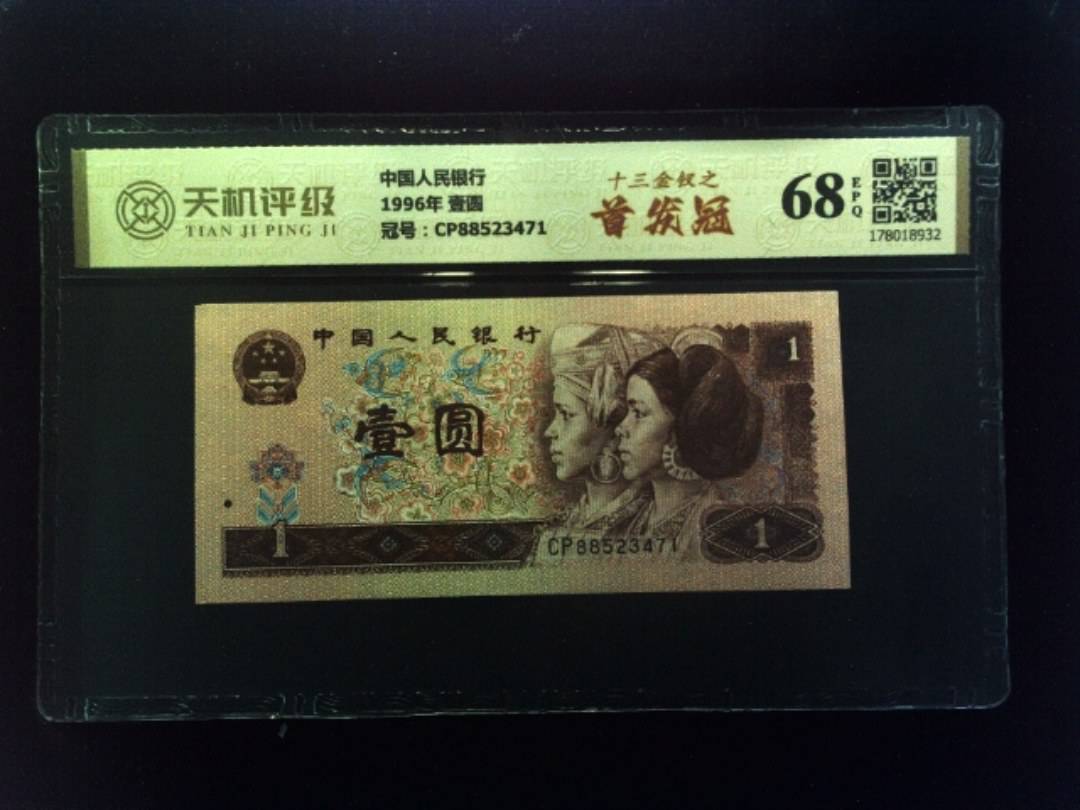 天机评级
TIAN JI PING JI
中国人民银行
1996年 壹圆
冠号：CP88523471
十三金钗之
首发冠
68
EPQ
178018932
中国人民银行
1
壹圆
1
CP88523471
1